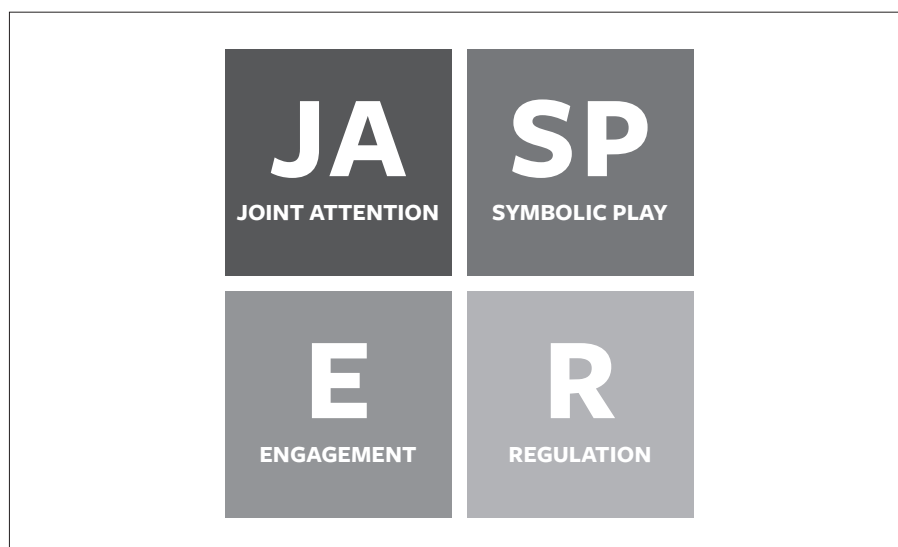 JA
JOINT ATTENTION
SP
SYMBOLIC PLAY
E
ENGAGEMENT
R
REGULATION